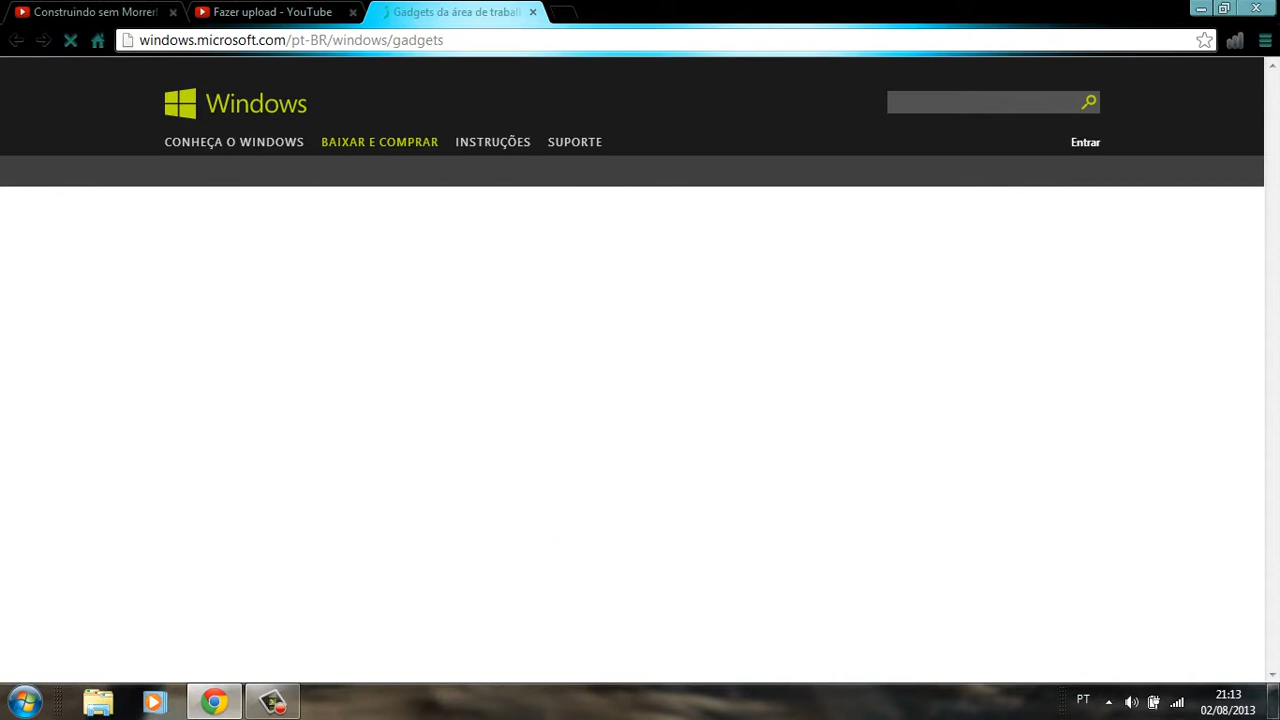 Construindo sem Morrer
Fazer upload - YouTube
Gadgets da área de trabal
windows.microsoft.com/pt-BR/windows/gadgets
Windows
CONHEÇA O WINDOWS BAIXAR E COMPRAR INSTRUÇÕES SUPORTE
Entrar
PT
21:13
02/08/2013